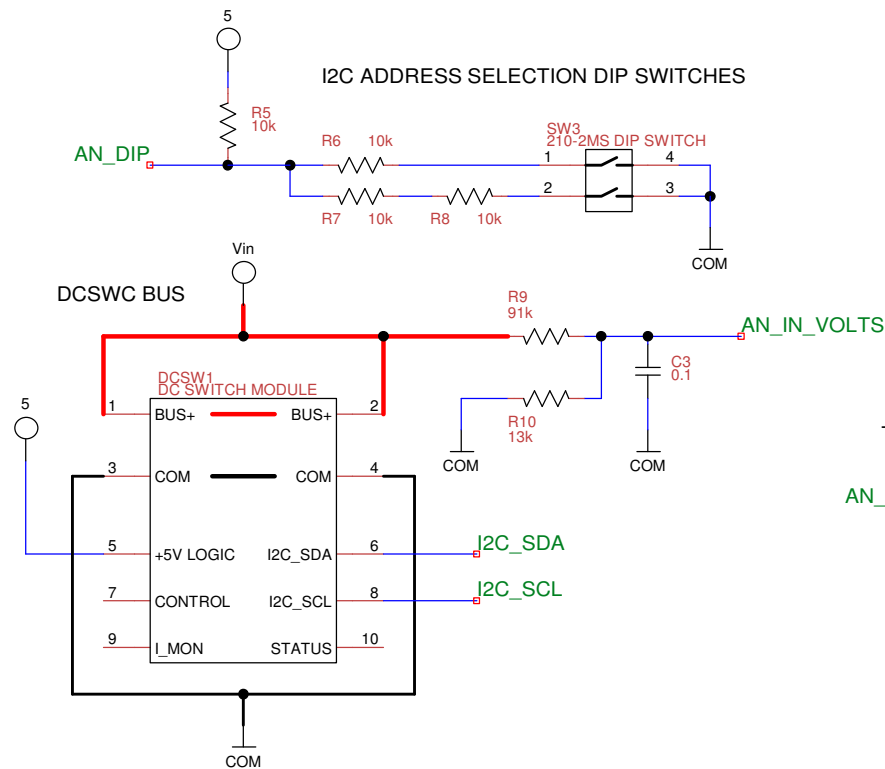 5
I2C ADDRESS SELECTION DIP SWITCHES
R5
10k
AN_DIP
R6 10k
SW3
210-2MS DIP SWITCH
1 4
2 3
R7 10k R8 10k
COM
Vin
DCSWC BUS
R9
91k
AN_IN_VOLTS
C3
0.1
DCSW1
DC SWITCH MODULE
5
1 BUS+ BUS+ 2
R10
13k
COM
COM
3 COM COM 4
AN_
5 +5V LOGIC I2C_SDA 6 I2C_SDA
7 CONTROL I2C_SCL 8 I2C_SCL
9 I_MON STATUS 10
COM